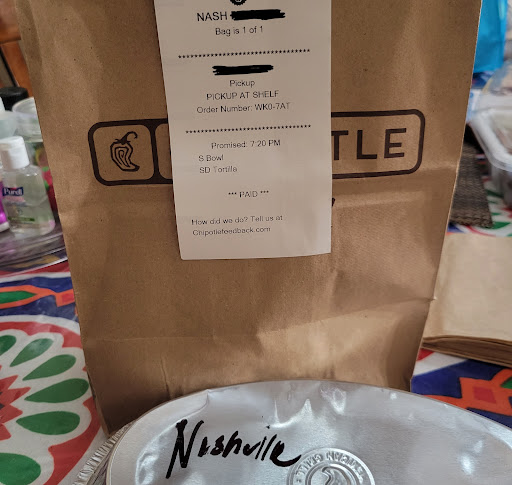 NASH
Bag is 1 of 1
*********************************
Pickup
PICKUP AT SHELF
Order Number: WK0-7AT
*********************************
Promised: 7:20 PM
S Bowl
SD Tortilla
*** PAID ***
How did we do? Tell us at
Chipotlefeedback.com
TLE
Purell
Nashville